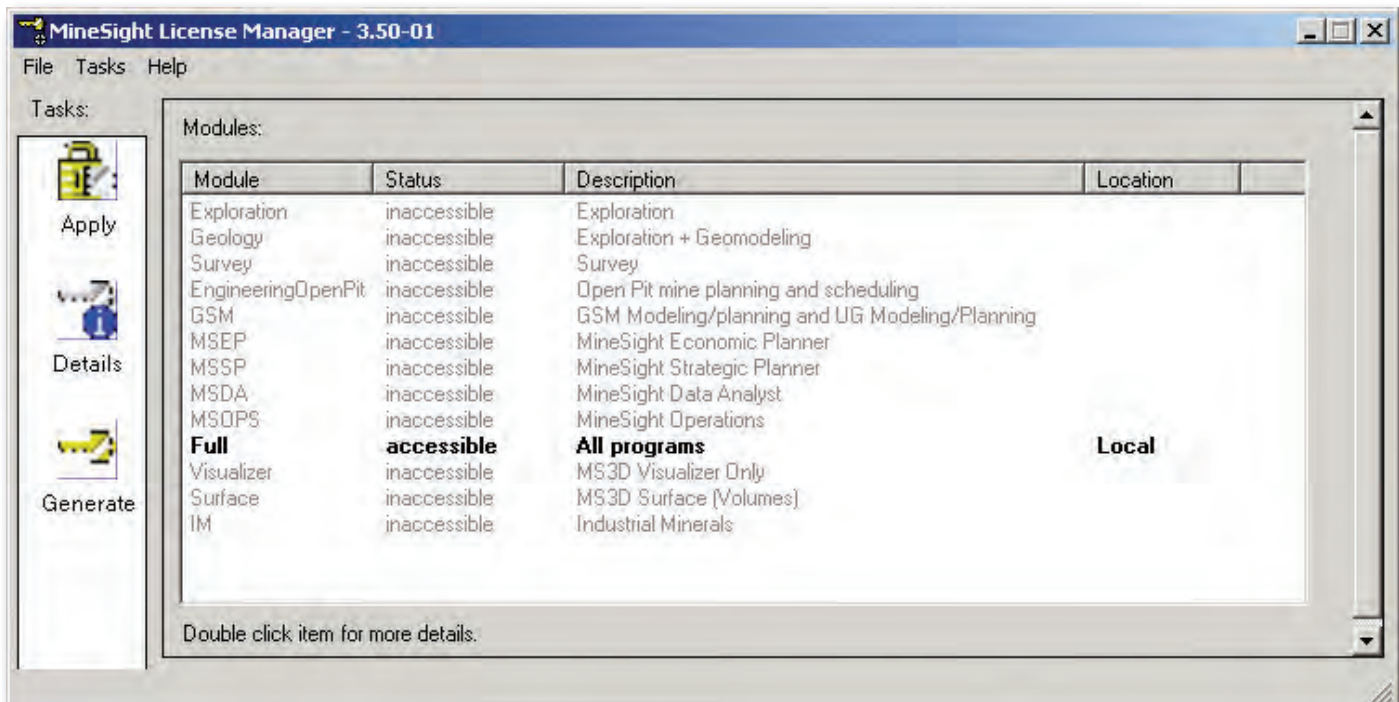 MineSight License Manager - 3.50-01
File Tasks Help
Tasks:
Apply
Details
Generate
Modules:
Module Status Description Location
Exploration inaccessible Exploration
Geology inaccessible Exploration + Geomodeling
Survey inaccessible Survey
EngineeringOpenPit inaccessible Open Pit mine planning and scheduling
GSM inaccessible GSM Modeling/planning and UG Modeling/Planning
MSEP inaccessible MineSight Economic Planner
MSSP inaccessible MineSight Strategic Planner
MSDA inaccessible MineSight Data Analyst
MSOPS inaccessible MineSight Operations
Full accessible All programs Local
Visualizer inaccessible MS3D Visualizer Only
Surface inaccessible MS3D Surface (Volumes)
IM inaccessible Industrial Minerals
Double click item for more details.